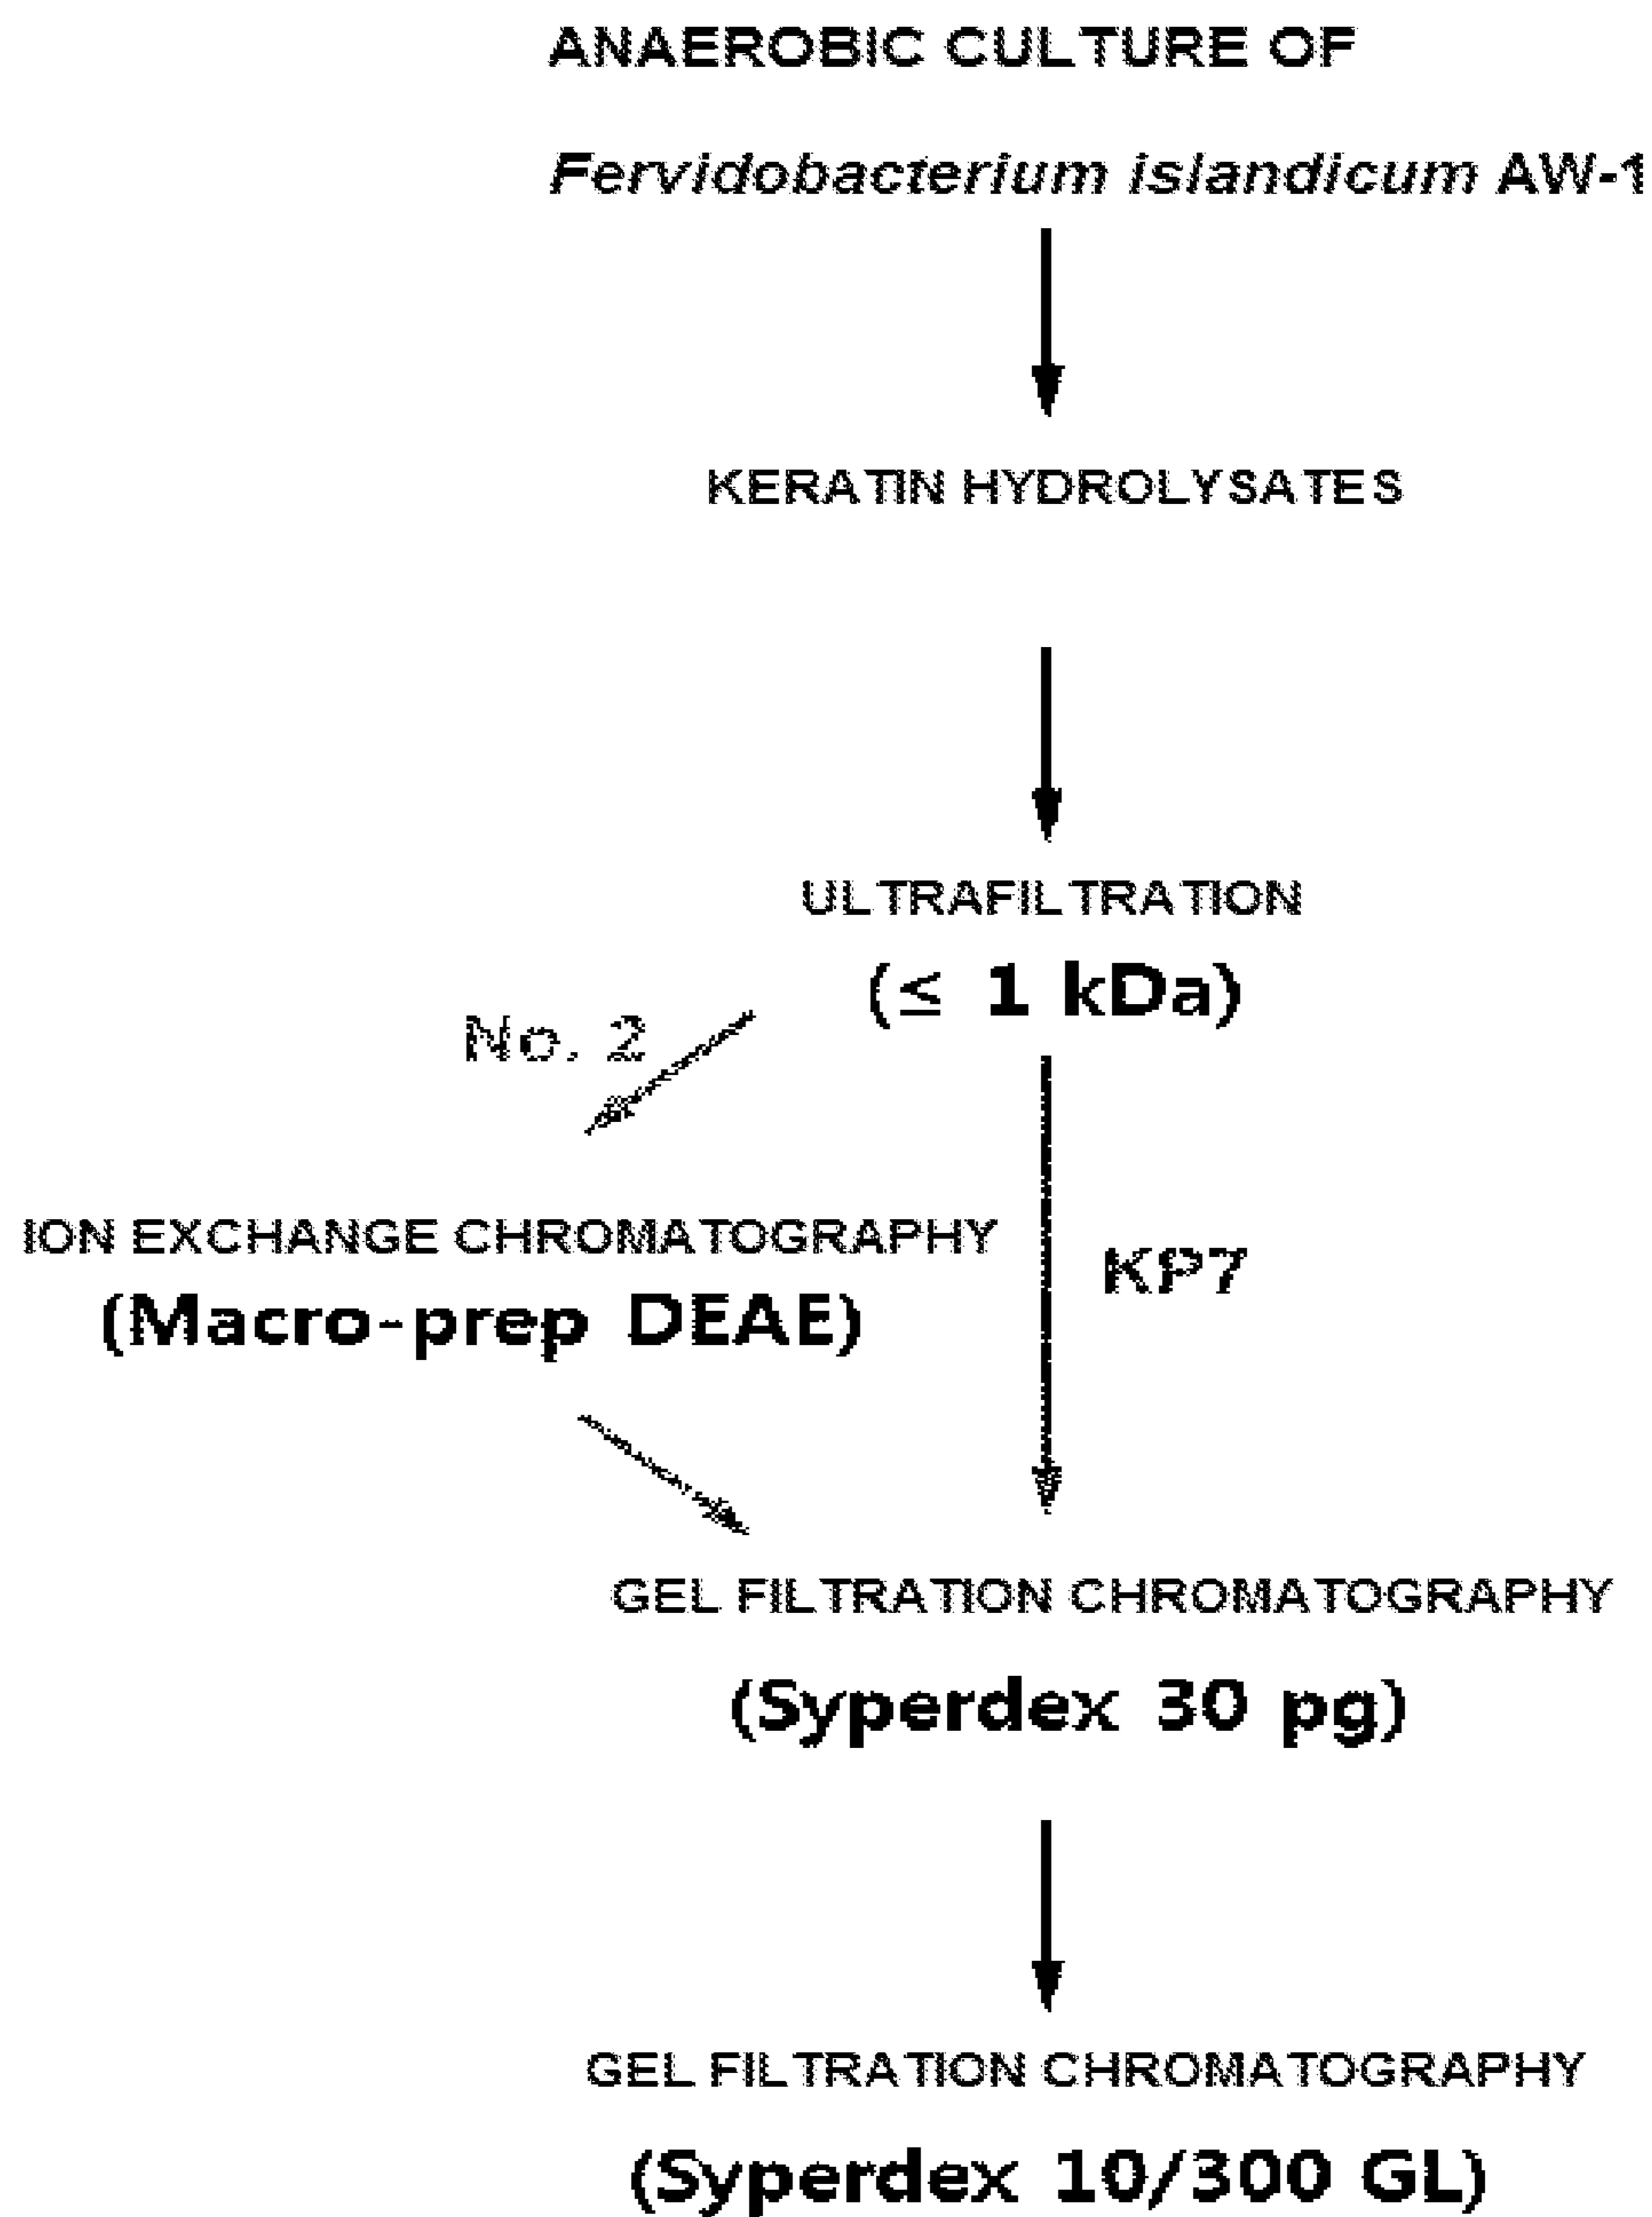 ANAEROBIC CULTURE OF
Fervidobacterium islandicum AW-1
KERATIN HYDROLYSATES
ULTRAFILTRATION
(≤ 1 kDa)
No. 2
ION EXCHANGE CHROMATOGRAPHY
(Macro-prep DEAE)
KP7
GEL FILTRATION CHROMATOGRAPHY
(Syperdex 30 pg)
GEL FILTRATION CHROMATOGRAPHY
(Syperdex 10/300 GL)